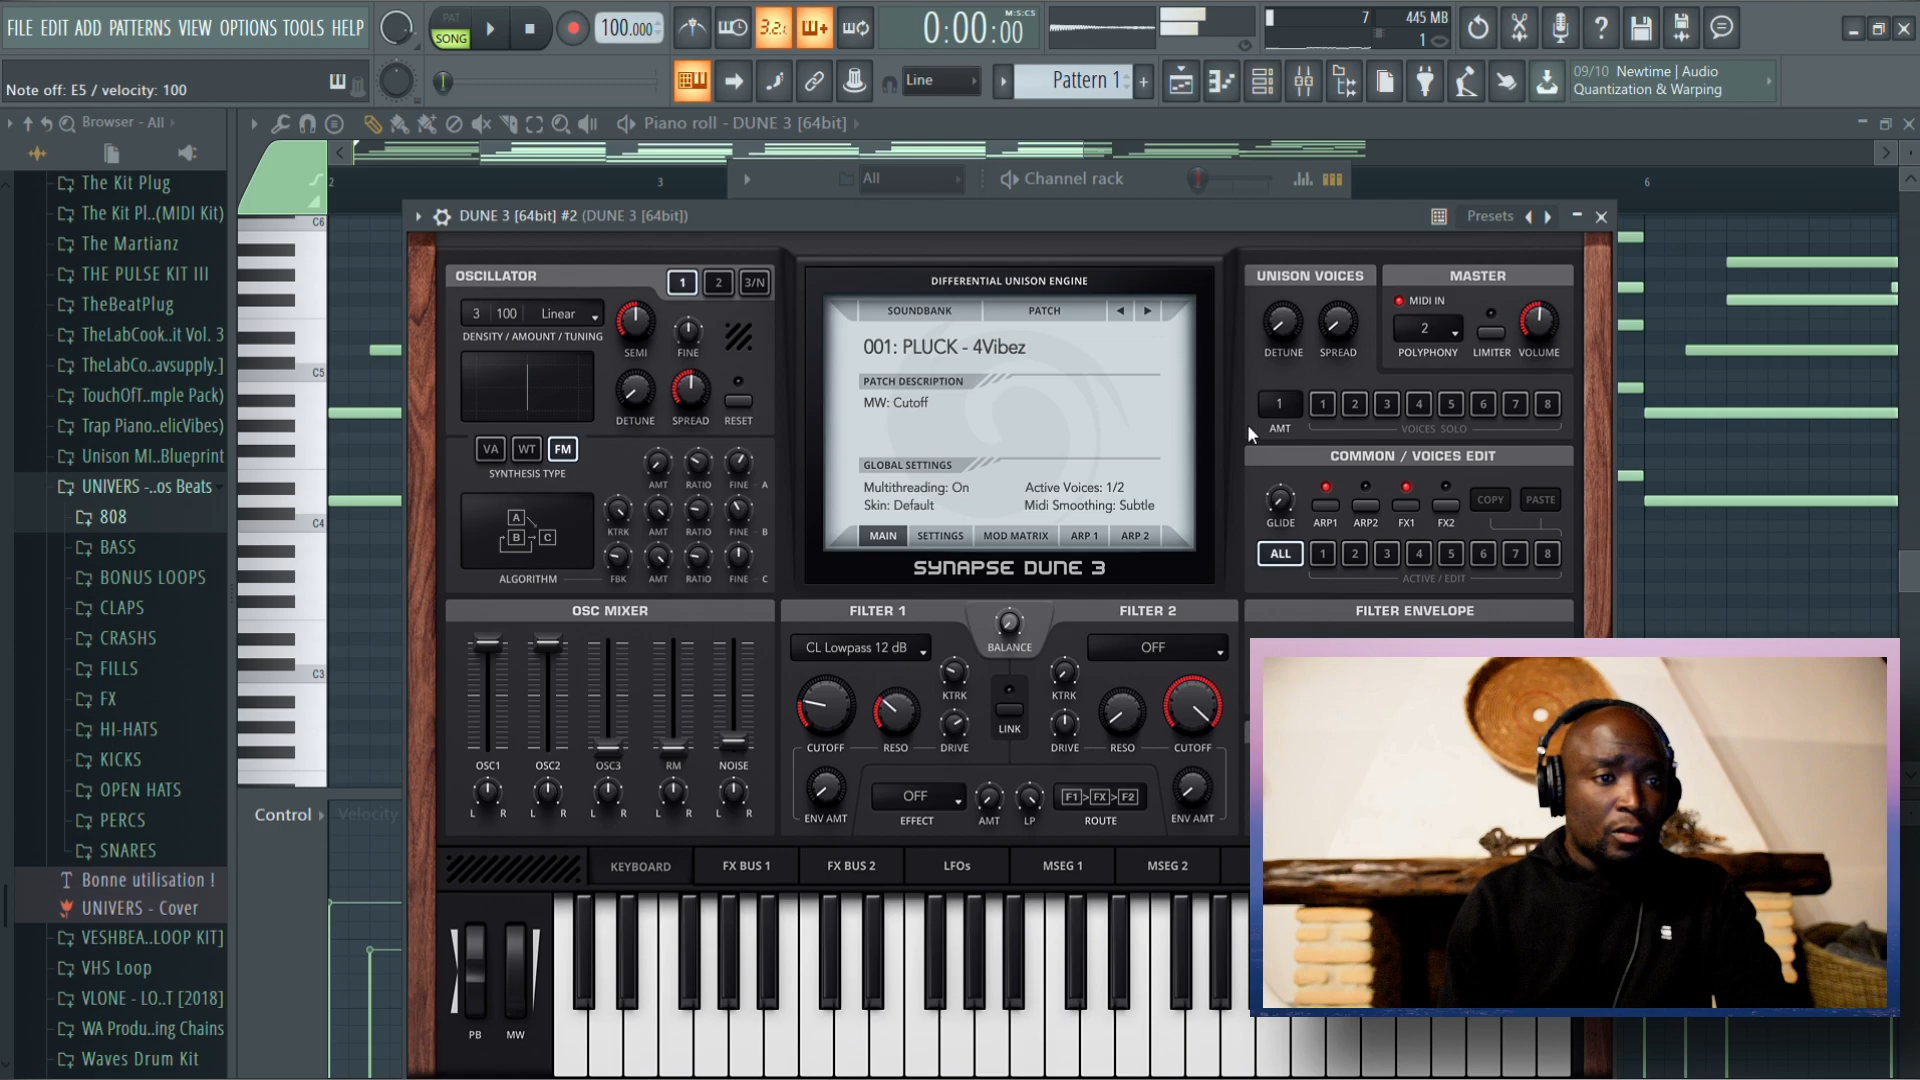 FILE EDIT ADD PATTERNS VIEW OPTIONS TOOLS HELP
PAT
SONG
100.000
3.2.
0:00:00
M:S:CS
7
445 MB
1
Note off: E5 / velocity: 100
Line
Pattern 1
+
09/10 Newtime | Audio
Quantization & Warping
Browser - All
Piano roll - DUNE 3 [64bit]
2
3
6
All
Channel rack
The Kit Plug
The Kit Pl..(MIDI Kit)
The Martianz
THE PULSE KIT III
TheBeatPlug
TheLabCook..it Vol. 3
TheLabCo..avsupply.]
TouchOfT..mple Pack)
Trap Piano..elicVibes)
Unison MI..Blueprint
UNIVERS -..os Beats
808
BASS
BONUS LOOPS
CLAPS
CRASHS
FILLS
FX
HI-HATS
KICKS
OPEN HATS
PERCS
SNARES
Bonne utilisation !
UNIVERS - Cover
VESHBEA..LOOP KIT]
VHS Loop
VLONE - LO..T [2018]
WA Produ..ing Chains
Waves Drum Kit
C6
C5
C4
C3
Control
Velocity
DUNE 3 [64bit] #2 (DUNE 3 [64bit])
Presets
OSCILLATOR
1
2
3/N
3 100 Linear
DENSITY / AMOUNT / TUNING
SEMI
FINE
DETUNE
SPREAD
RESET
VA
WT
FM
SYNTHESIS TYPE
AMT RATIO FINE - A
KTRK AMT RATIO FINE - B
FBK AMT RATIO FINE - C
A
B
C
ALGORITHM
DIFFERENTIAL UNISON ENGINE
SOUNDBANK
PATCH
001: PLUCK - 4Vibez
PATCH DESCRIPTION
MW: Cutoff
GLOBAL SETTINGS
Multithreading: On
Active Voices: 1/2
Skin: Default
Midi Smoothing: Subtle
MAIN
SETTINGS
MOD MATRIX
ARP 1
ARP 2
SYNAPSE DUNE 3
UNISON VOICES
DETUNE
SPREAD
MASTER
MIDI IN
2
POLYPHONY
LIMITER
VOLUME
1
1 2 3 4 5 6 7 8
AMT
VOICES SOLO
COMMON / VOICES EDIT
GLIDE
ARP1
ARP2
FX1
FX2
COPY
PASTE
ALL
1 2 3 4 5 6 7 8
ACTIVE / EDIT
OSC MIXER
OSC1
OSC2
OSC3
RM
NOISE
L R
L R
L R
L R
L R
FILTER 1
BALANCE
FILTER 2
CL Lowpass 12 dB
OFF
CUTOFF
RESO
KTRK
DRIVE
LINK
KTRK
DRIVE
RESO
CUTOFF
ENV AMT
OFF
EFFECT
AMT
LP
F1>FX>F2
ROUTE
ENV AMT
FILTER ENVELOPE
KEYBOARD
FX BUS 1
FX BUS 2
LFOs
MSEG 1
MSEG 2
PB
MW